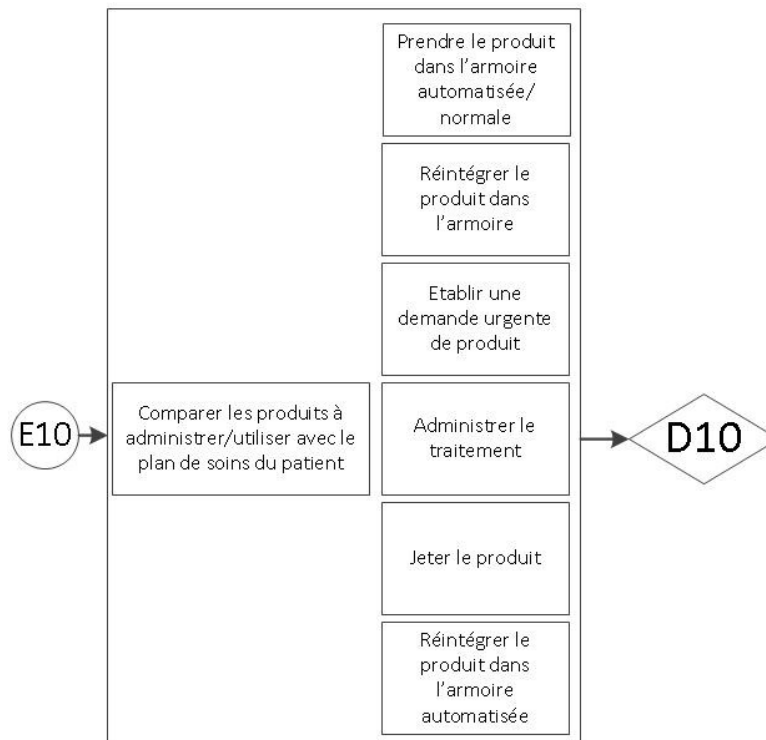 Prendre le produit
dans l’armoire
automatisée/
normale
Réintégrer le
produit dans
l’armoire
Etablir une
demande urgente
de produit
E10
Comparer les produits à
administrer/utiliser avec le
plan de soins du patient
Administrer le
traitement
D10
Jeter le produit
Réintégrer le
produit dans
l’armoire
automatisée